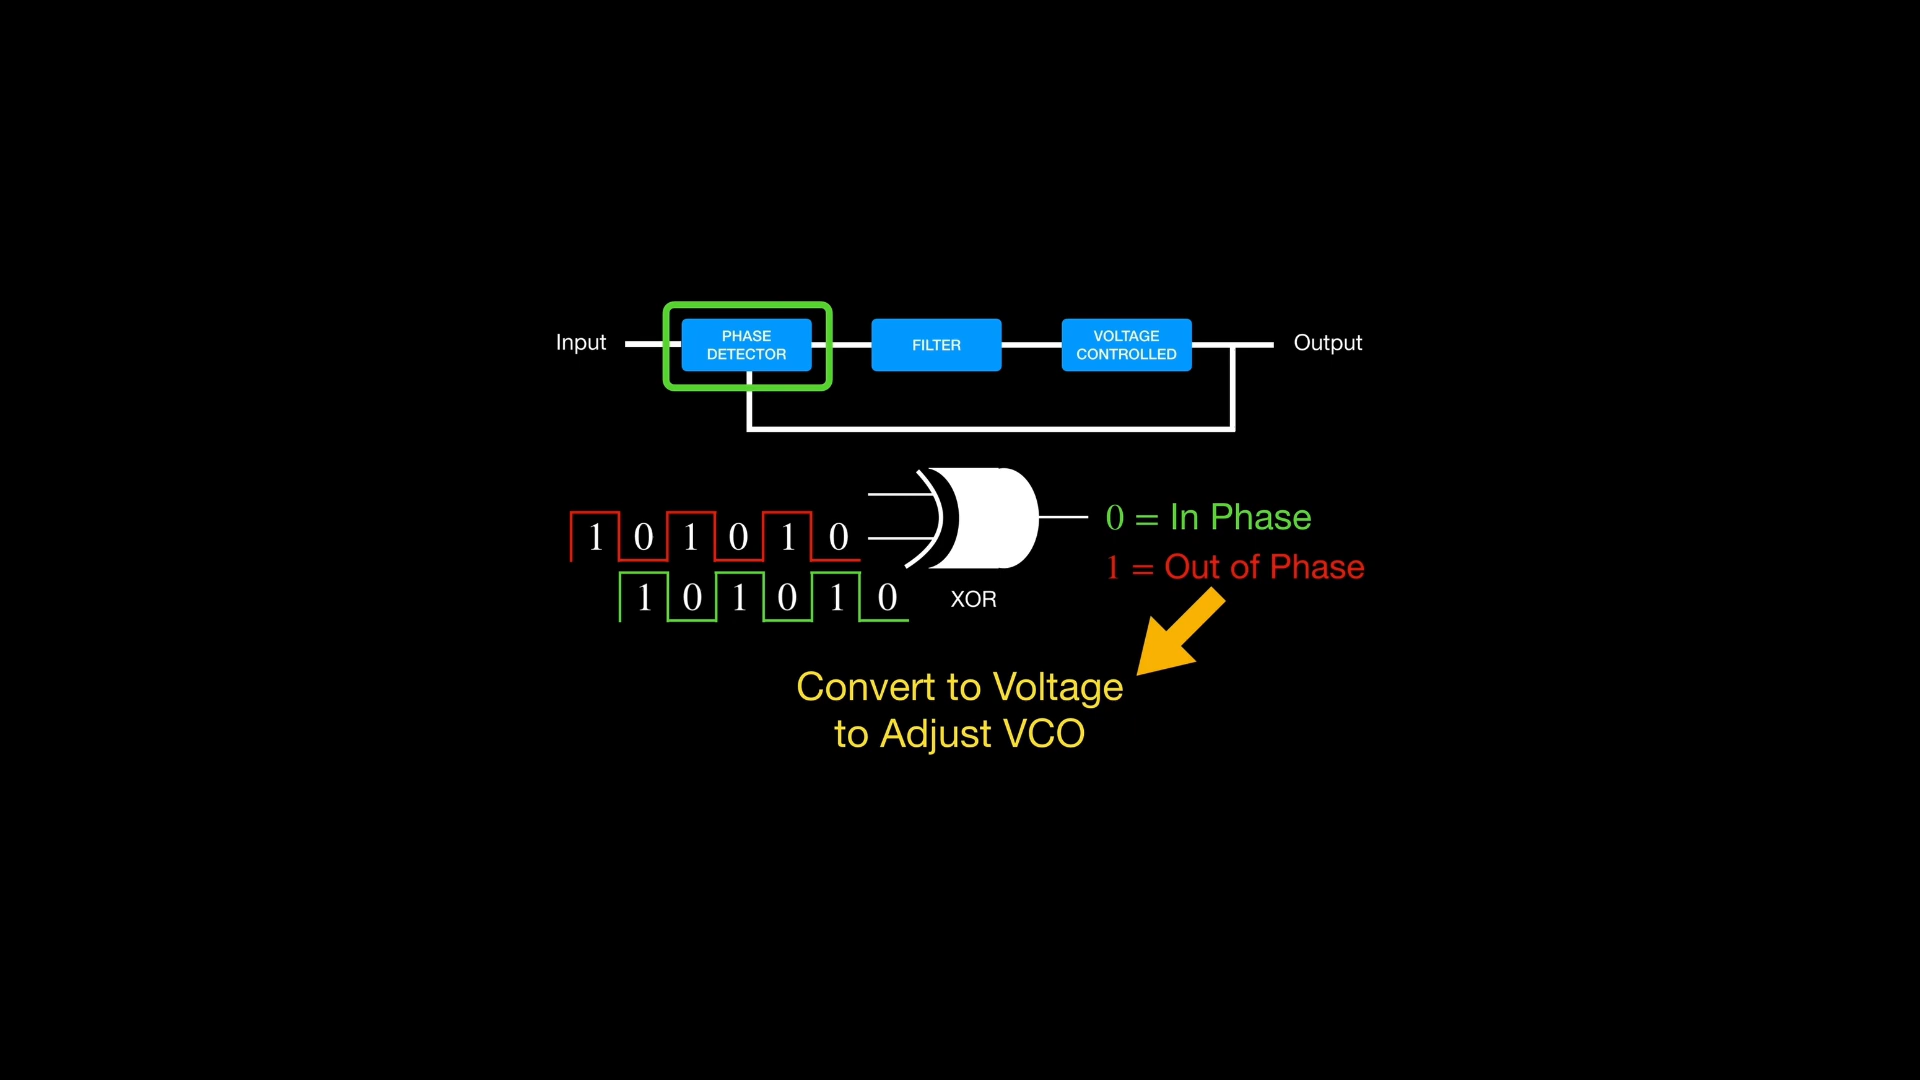 Input
PHASE
DETECTOR
FILTER
VOLTAGE
CONTROLLED
Output
1 0 1 0 1 0
1 0 1 0 1 0
XOR
0 = In Phase
1 = Out of Phase
Convert to Voltage
to Adjust VCO